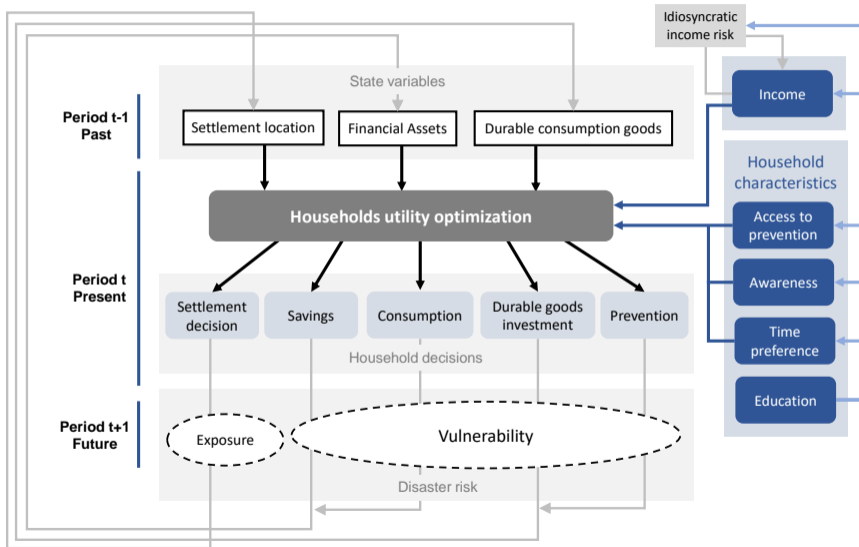 Idiosyncratic
income risk
State variables
Period t-1
Past
Settlement location
Financial Assets
Durable consumption goods
Income
Household
characteristics
Households utility optimization
Access to
prevention
Period t
Present
Awareness
Settlement
decision
Savings
Consumption
Durable goods
investment
Prevention
Time
preference
Household decisions
Education
Period t+1
Future
Exposure
Vulnerability
Disaster risk